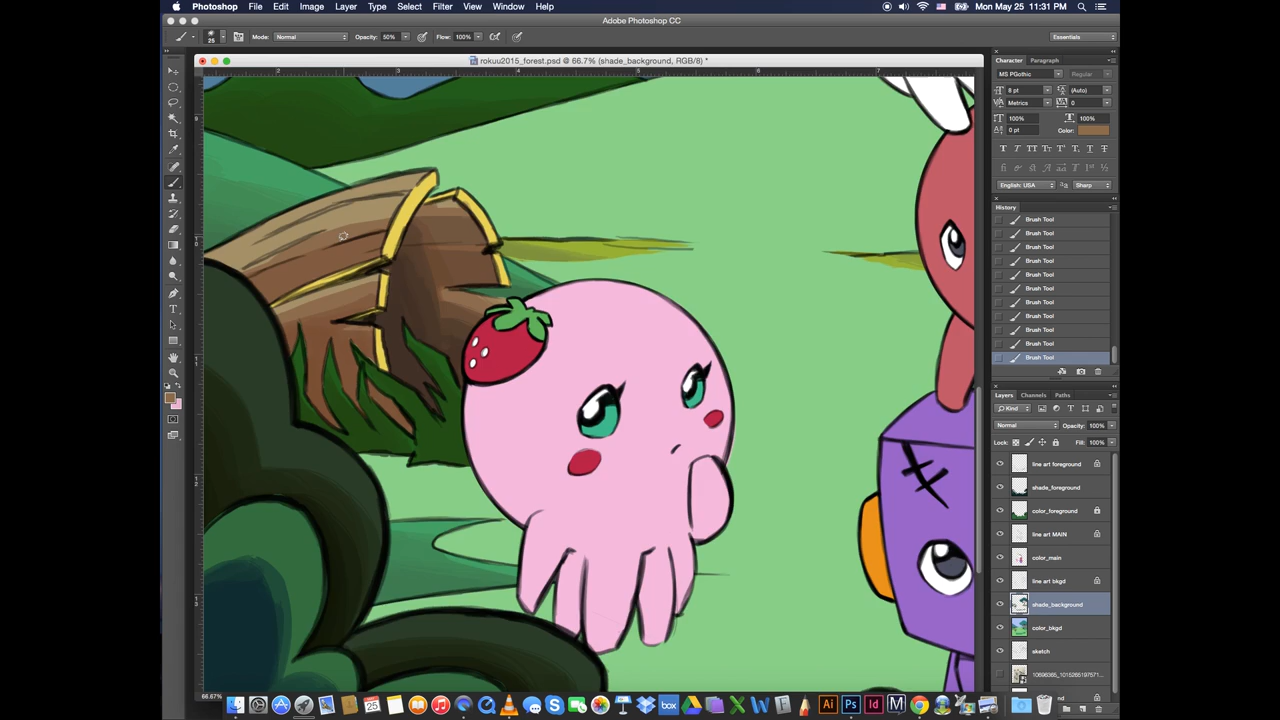 Photoshop File Edit Image Layer Type Select Filter View Window Help Mon May 25 11:31 PM
Adobe Photoshop CC
25 Mode: Normal Opacity: 50% Flow: 100% Essentials
rokuu2015_forest.psd @ 66.7% (shade_background, RGB/8) *
Character Paragraph
MS PGothic Regular
8 pt (Auto)
Metrics 0
100% 100%
0 pt Color:
English: USA Sharp
History
Brush Tool
Brush Tool
Brush Tool
Brush Tool
Brush Tool
Brush Tool
Brush Tool
Brush Tool
Brush Tool
Brush Tool
Brush Tool
Layers Channels Paths
Kind
Normal Opacity: 100%
Lock: Fill: 100%
line art foreground
shade_foreground
color_foreground
line art MAIN
color_main
line art bkgd
shade_background
color_bkgd
sketch
66.67%